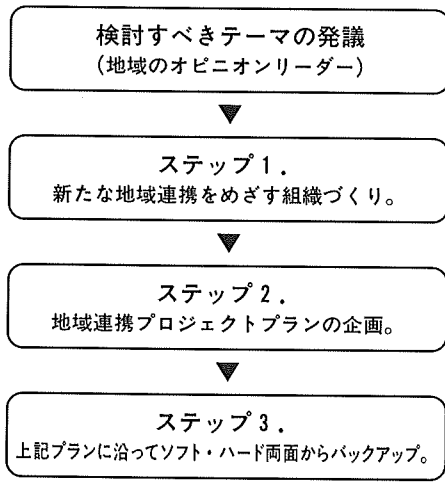 検討すべきテーマの発議
(地域のオピニオンリーダー)
ステップ1.
新たな地域連携をめざす組織づくり。
ステップ2.
地域連携プロジェクトプランの企画。
ステップ3.
上記プランに沿ってソフト・ハード両面からバックアップ。